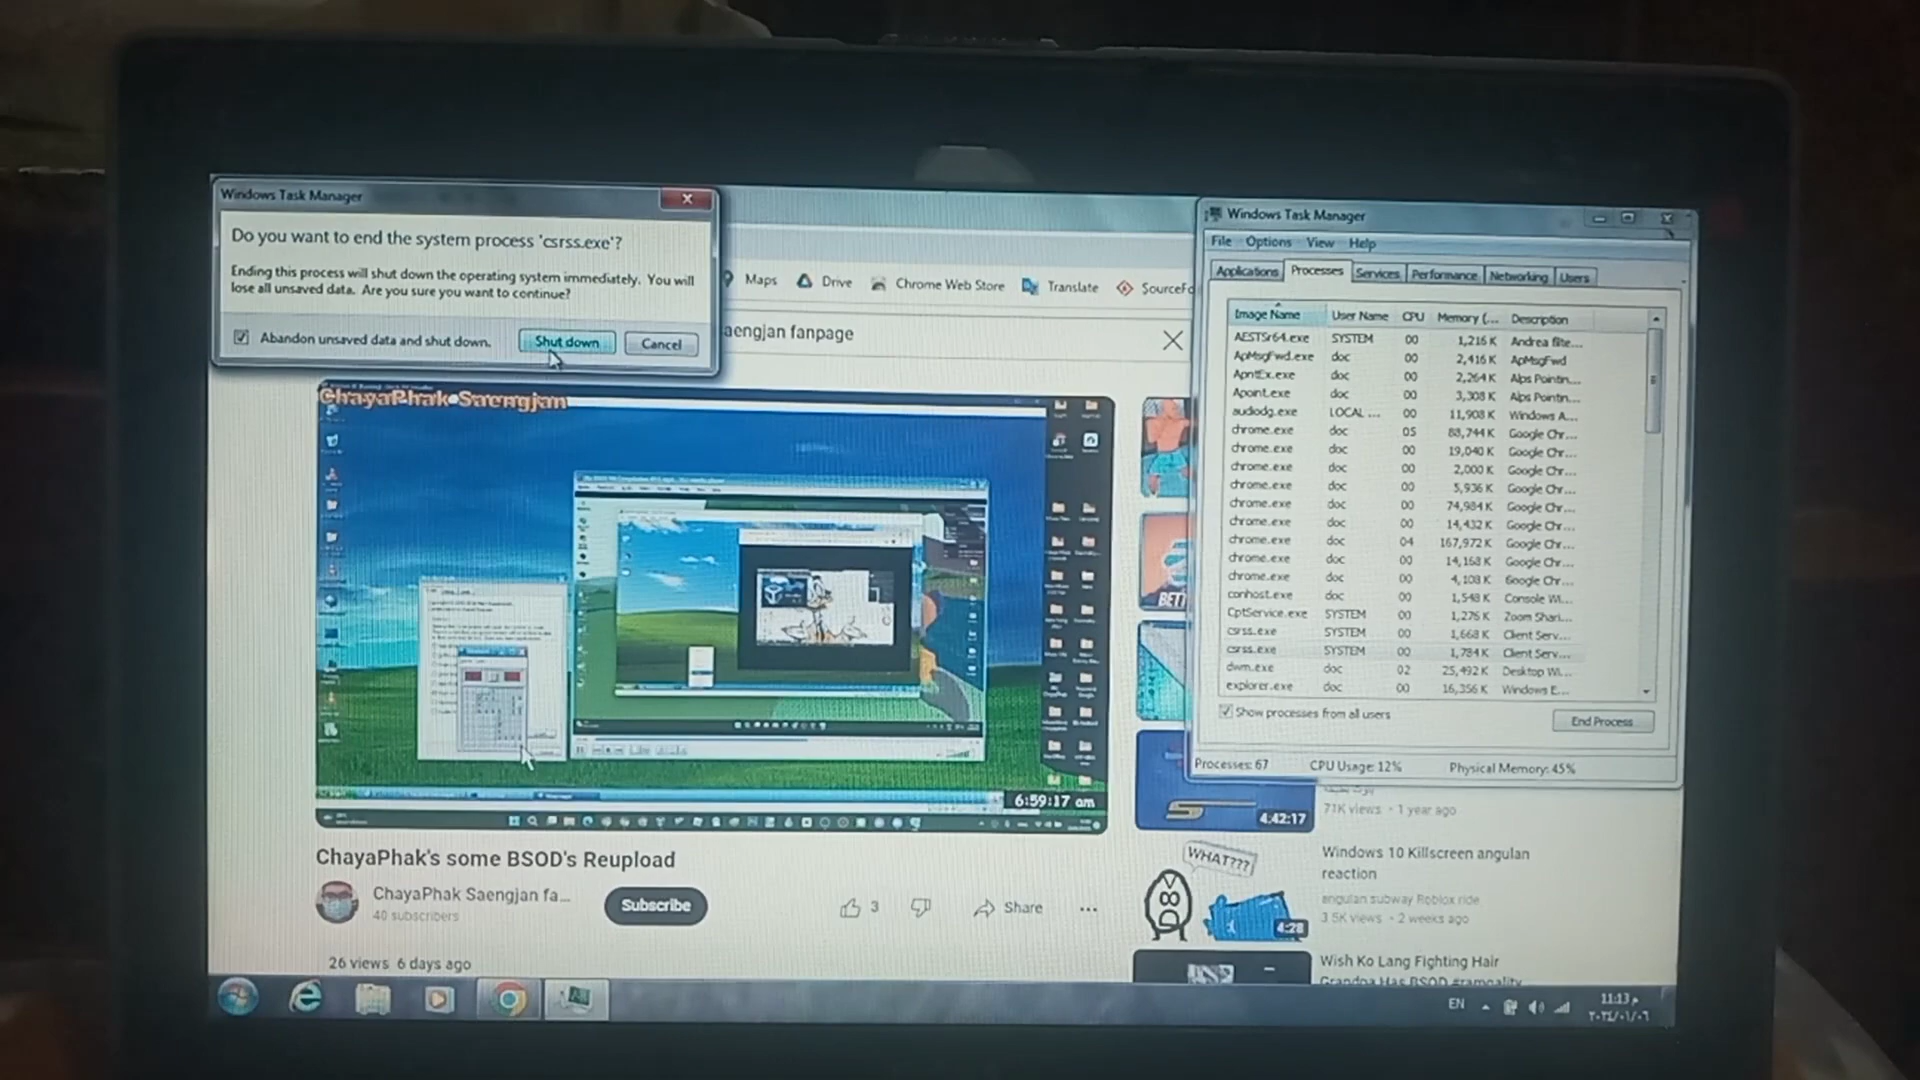 Windows Task Manager
Do you want to end the system process 'csrss.exe'?
Ending this process will shut down the operating system immediately. You will
lose all unsaved data. Are you sure you want to continue?
Abandon unsaved data and shut down.
Shut down
Cancel
Maps
Drive
Chrome Web Store
Translate
SourceFo
aengjan fanpage
ChayaPhak Saengjan
6:59:17 am
ChayaPhak's some BSOD's Reupload
ChayaPhak Saengjan fa...
40 subscribers
Subscribe
3
Share
26 views 6 days ago
Windows Task Manager
File Options View Help
Applications Processes Services Performance Networking Users
Image Name User Name CPU Memory (... Description
AESTSr64.exe SYSTEM 00 1,216 K Andrea filte...
ApMsgFwd.exe doc 00 2,416 K ApMsgFwd
ApntEx.exe doc 00 2,264 K Alps Pointin...
Apoint.exe doc 00 3,308 K Alps Pointin...
audiodg.exe LOCAL ... 00 11,908 K Windows A...
chrome.exe doc 05 88,744 K Google Chr...
chrome.exe doc 00 19,040 K Google Chr...
chrome.exe doc 00 2,000 K Google Chr...
chrome.exe doc 00 5,936 K Google Chr...
chrome.exe doc 00 74,984 K Google Chr...
chrome.exe doc 00 14,432 K Google Chr...
chrome.exe doc 04 167,972 K Google Chr...
chrome.exe doc 00 14,168 K Google Chr...
chrome.exe doc 00 4,108 K Google Chr...
conhost.exe doc 00 1,548 K Console Wi...
CptService.exe SYSTEM 00 1,276 K Zoom Shari...
csrss.exe SYSTEM 00 1,668 K Client Serv...
csrss.exe SYSTEM 00 1,784 K Client Serv...
dwm.exe doc 02 25,492 K Desktop Wi...
explorer.exe doc 00 16,356 K Windows E...
Show processes from all users
End Process
Processes: 67 CPU Usage: 12% Physical Memory: 45%
BETT
4:42:17
71K views • 1 year ago
WHAT???
4:28
Windows 10 Killscreen angulan
reaction
angulan subway Roblox ride
3.5K views • 2 weeks ago
Wish Ko Lang Fighting Hair
Grandpa Has BSOD
EN
11:13 م
٢٠٢٤/٠١/٠٦